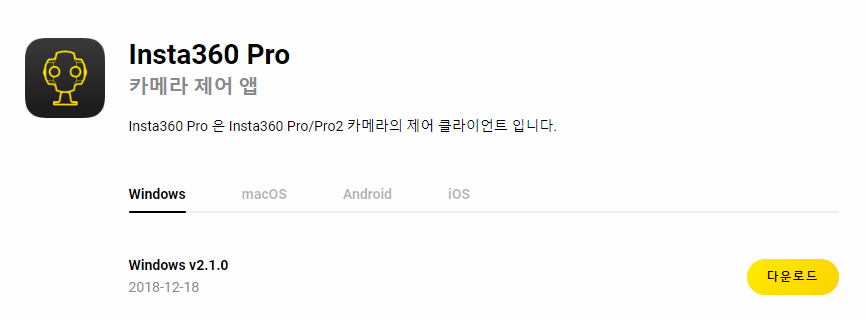 Insta360 Pro
카메라 제어 앱
Insta360 Pro 은 Insta360 Pro/Pro2 카메라의 제어 클라이언트 입니다.
Windows macOS Android iOS
Windows v2.1.0
다운로드
2018-12-18